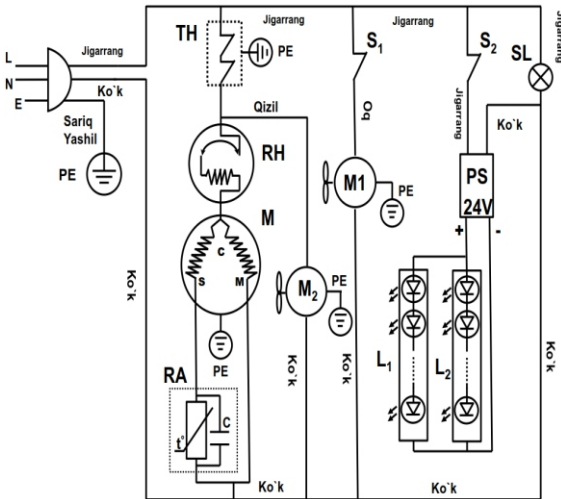 L
N
E
Jigarrang
Ko`k
Sariq
Yashil
PE
TH
Jigarrang
PE
Qizil
RH
M
C
S
M
PE
RA
t°
C
Ko`k
Ko`k
M₂
PE
Ko`k
Jigarrang
S₁
Oq
M1
PE
Ko`k
S₂
Jigarrang
SL
Jigarrang
Ko`k
PS
24V
+
-
L₁
L₂
Ko`k
Ko`k